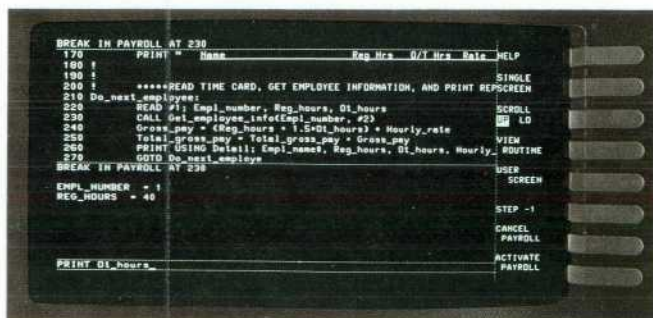 BREAK IN PAYROLL AT 230
170 PRINT " Name Reg Hrs O/T Hrs Rate
180 !
190 !
200 ! *****READ TIME CARD, GET EMPLOYEE INFORMATION, AND PRINT REP
210 Do_next_employee:
220 READ #1; Empl_number, Reg_hours, Ot_hours
230 CALL Get_employee_info(Empl_number, #2)
240 Gross_pay = (Reg_hours + 1.5*Ot_hours) * Hourly_rate
250 Total_gross_pay = Total_gross_pay + Gross_pay
260 PRINT USING Detail; Empl_name$, Reg_hours, Ot_hours, Hourly_
270 GOTO Do_next_employe
BREAK IN PAYROLL AT 230
EMPL_NUMBER = 1
REG_HOURS = 40
PRINT Ot_hours_
HELP
SINGLE
SCREEN
SCROLL
UP LO
VIEW
ROUTINE
USER
SCREEN
STEP -1
CANCEL
PAYROLL
ACTIVATE
PAYROLL